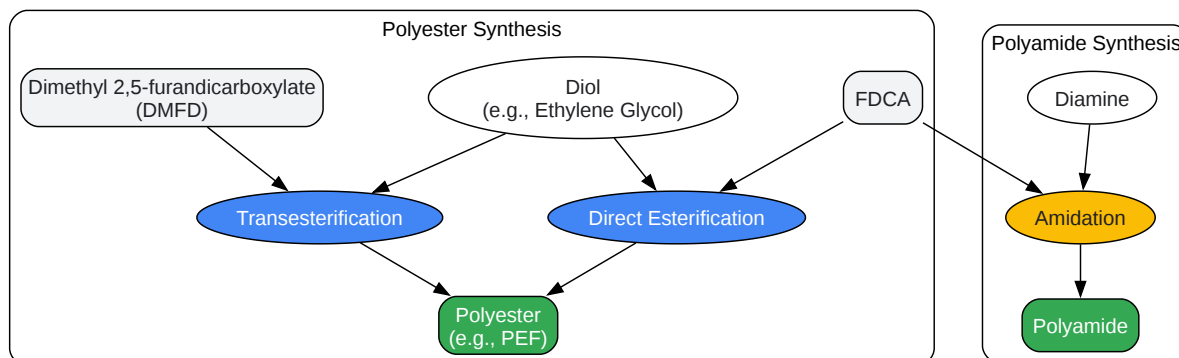 Polyester Synthesis
Polyamide Synthesis
Dimethyl 2,5-furandicarboxylate
(DMFD)
Diol
(e.g., Ethylene Glycol)
FDCA
Diamine
Transesterification
Direct Esterification
Amidation
Polyester
(e.g., PEF)
Polyamide